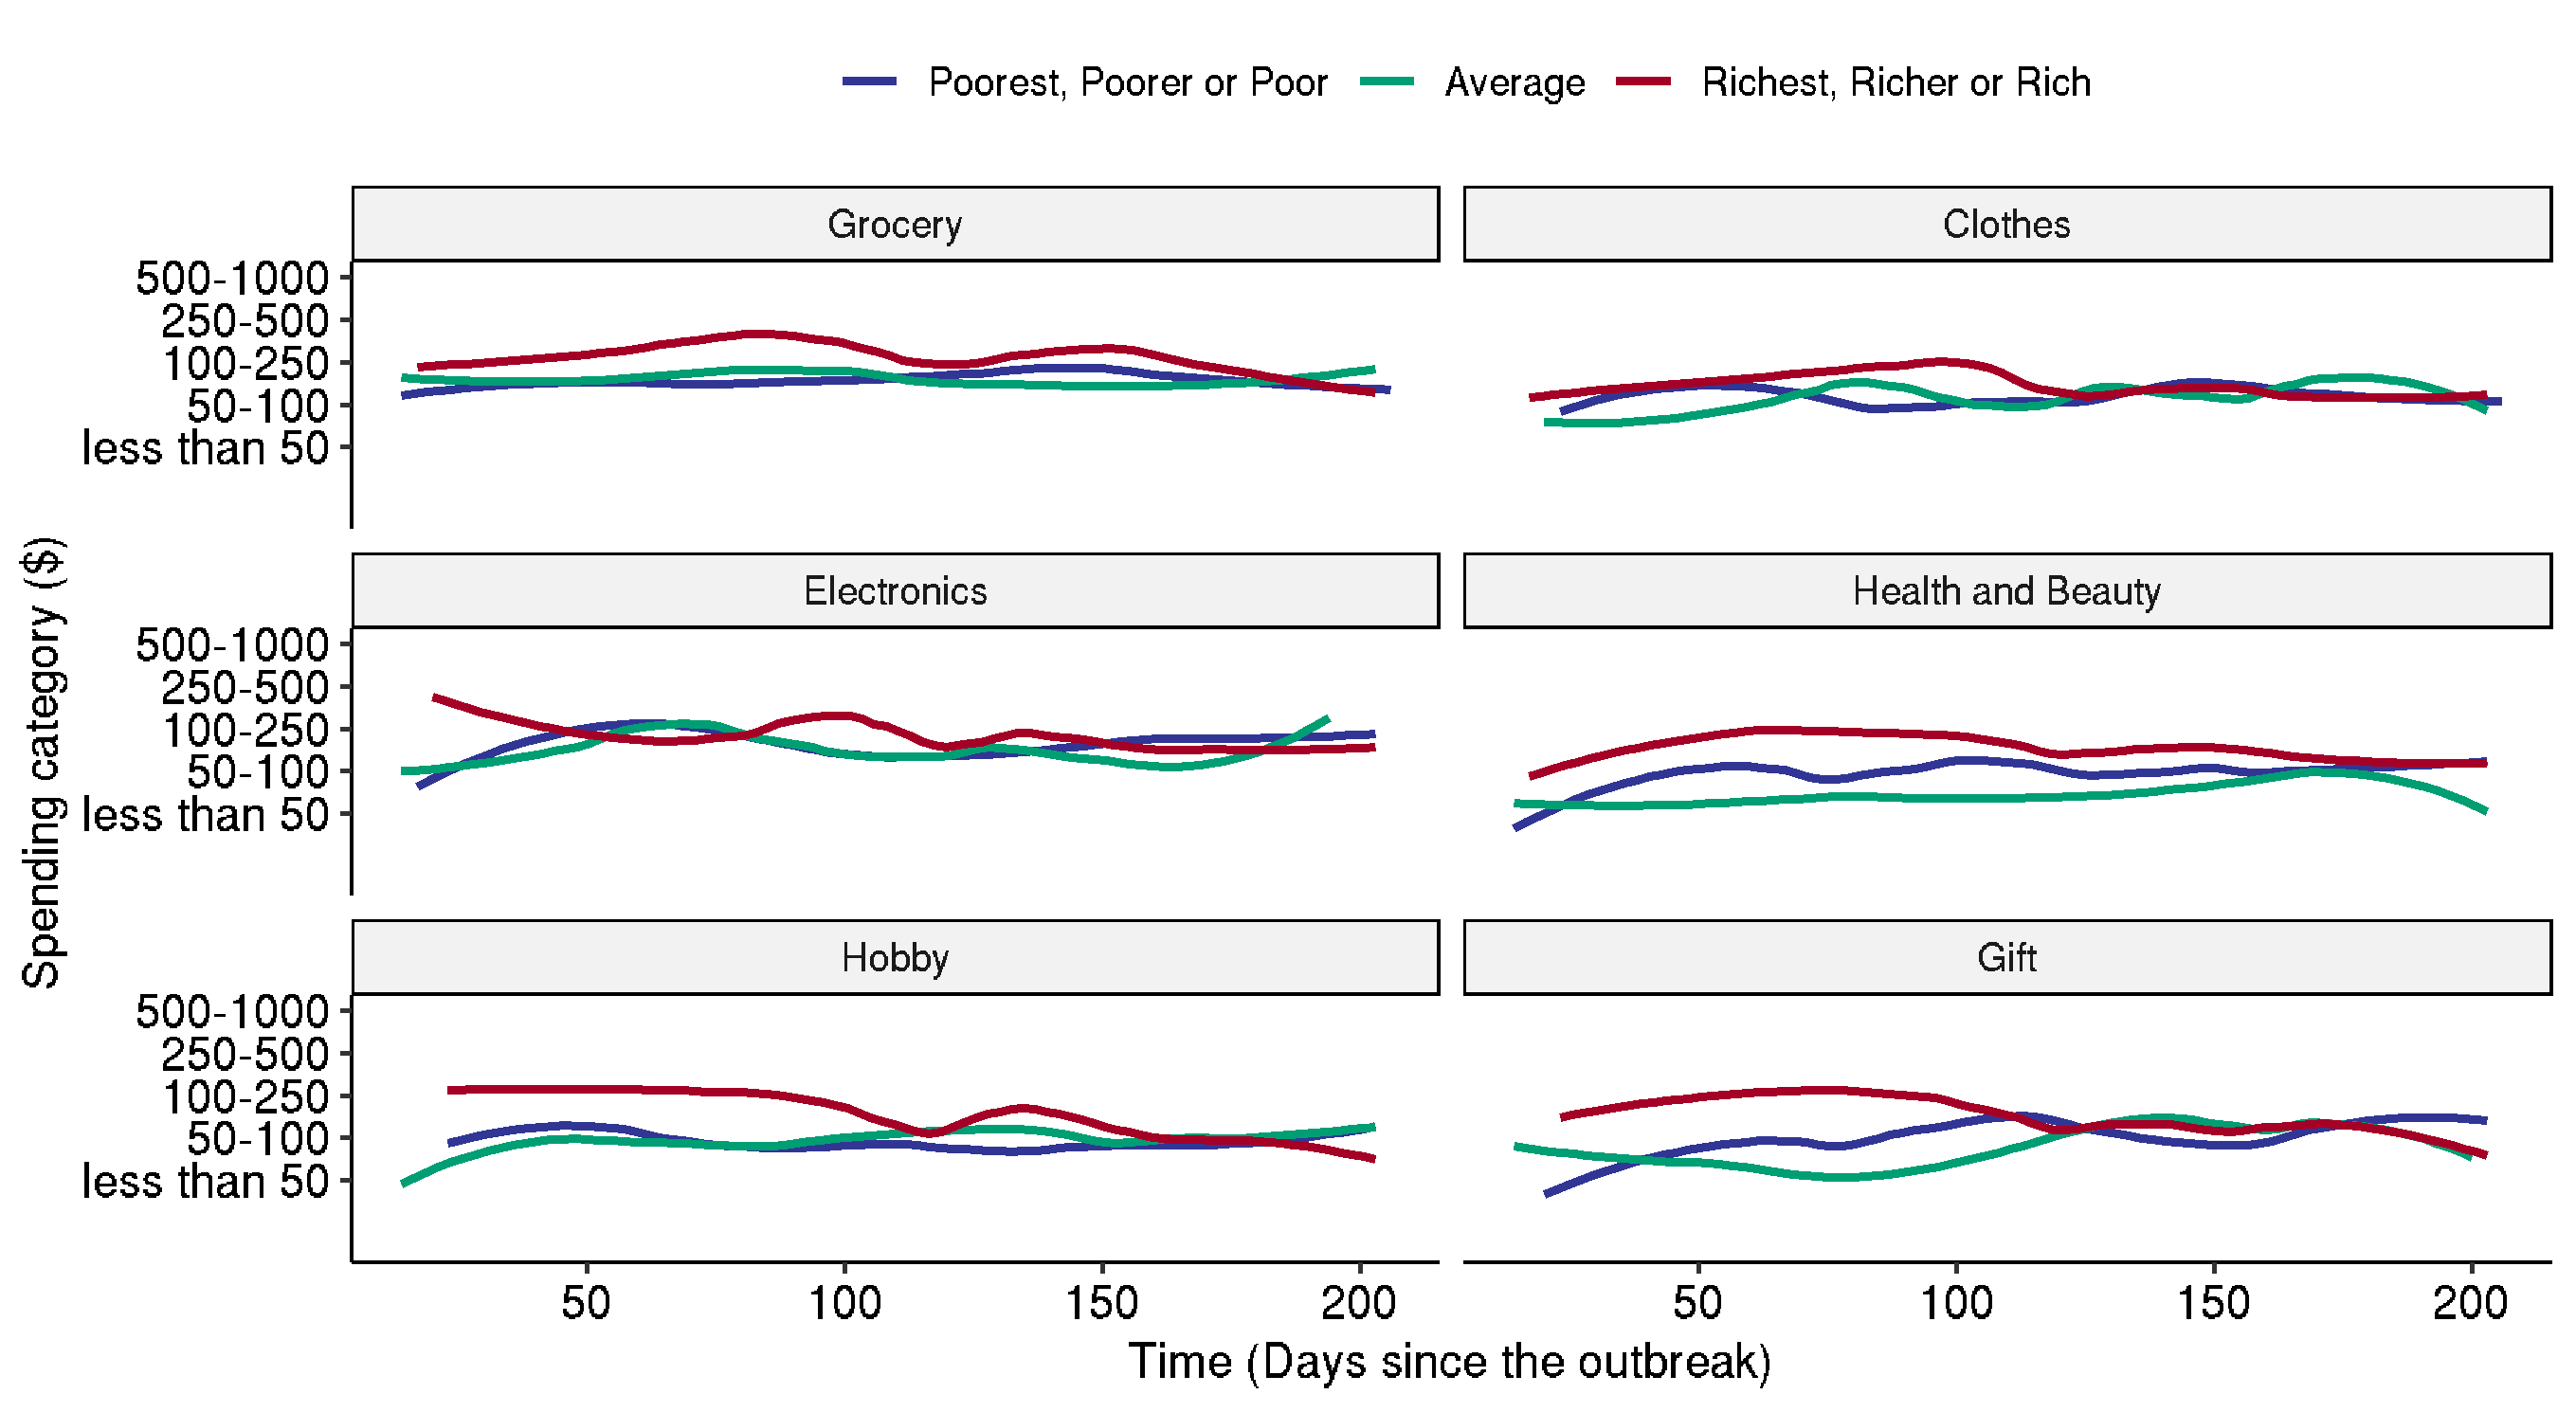 Poorest, Poorer or Poor Average Richest, Richer or Rich
Grocery
Clothes
500-1000
250-500
100-250
50-100
less than 50
Electronics
Health and Beauty
500-1000
250-500
100-250
50-100
less than 50
Spending category ($)
Hobby
Gift
500-1000
250-500
100-250
50-100
less than 50
50 100 150 200
50 100 150 200
Time (Days since the outbreak)